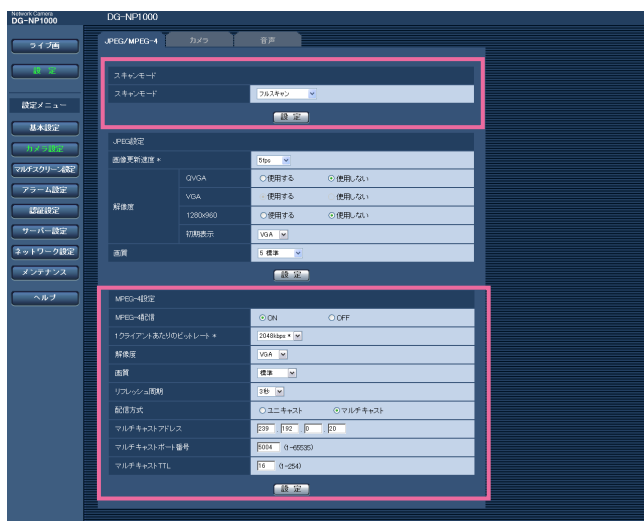 Network Camera
DG-NP1000
DG-NP1000
ライブ画
設 定
設定メニュー
基本設定
カメラ設定
マルチスクリーン設定
アラーム設定
認証設定
サーバー設定
ネットワーク設定
メンテナンス
ヘルプ
JPEG/MPEG-4 カメラ 音声
スキャンモード
スキャンモード フルスキャン
設 定
JPEG設定
画像更新速度 * 5fps
解像度
QVGA 使用する 使用しない
VGA 使用する 使用しない
1280x960 使用する 使用しない
初期表示 VGA
画質 5 標準
設 定
MPEG-4設定
MPEG-4配信 ON OFF
1クライアントあたりのビットレート * 2048kbps *
解像度 VGA
画質 標準
リフレッシュ周期 3秒
配信方式 ユニキャスト マルチキャスト
マルチキャストアドレス 239 . 192 . 0 . 20
マルチキャストポート番号 5004 (1-65535)
マルチキャストTTL 16 (1-254)
設 定